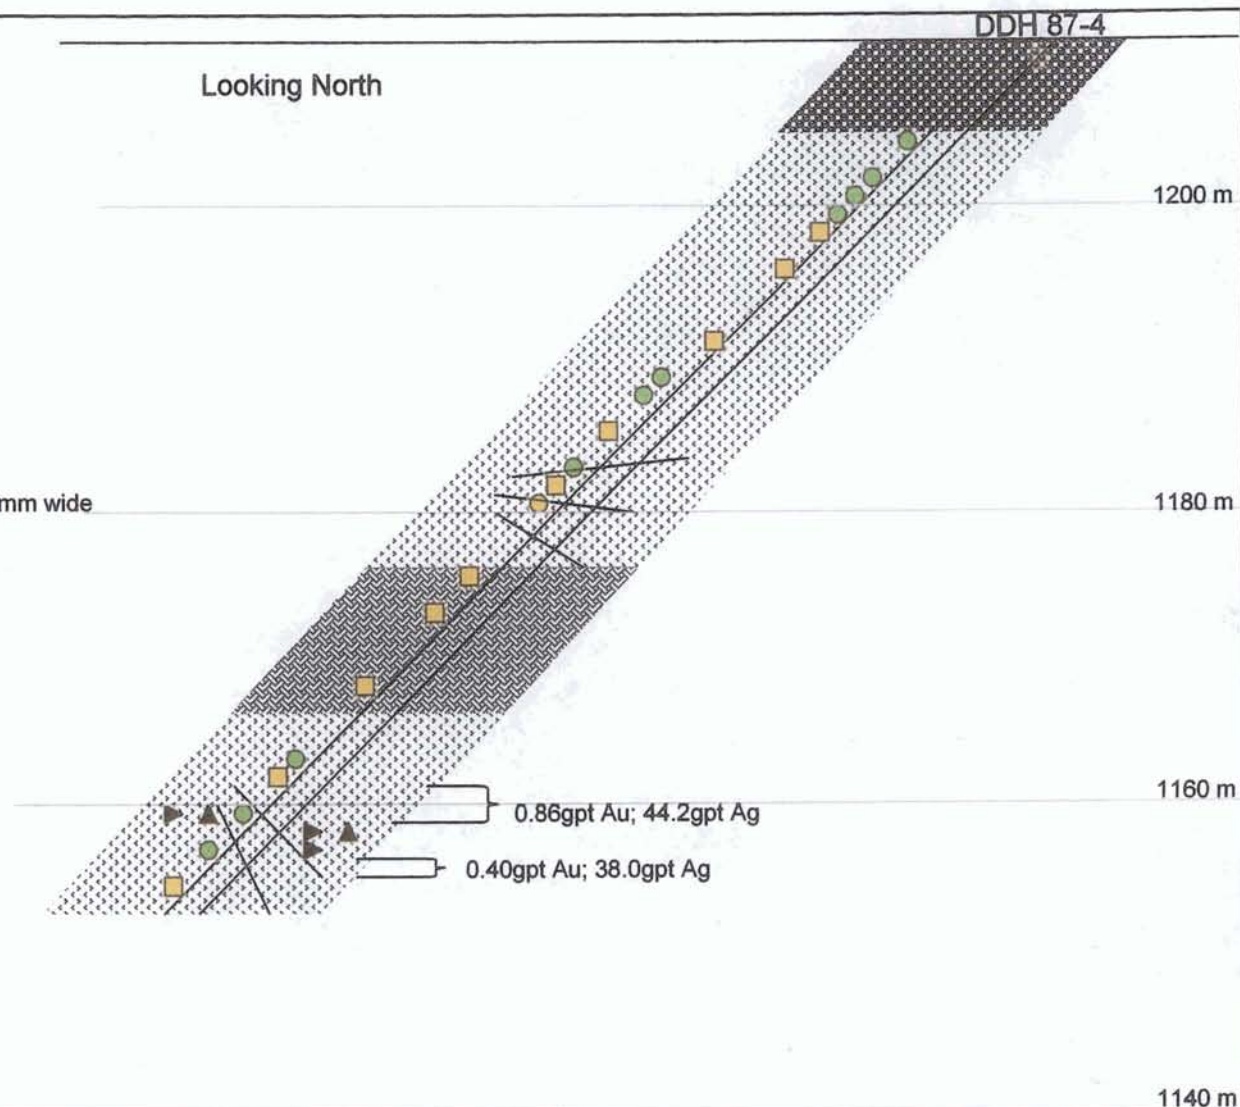 DDH 87-4
Looking North
1200 m
mm wide
1180 m
1160 m
0.86gpt Au; 44.2gpt Ag
0.40gpt Au; 38.0gpt Ag
1140 m